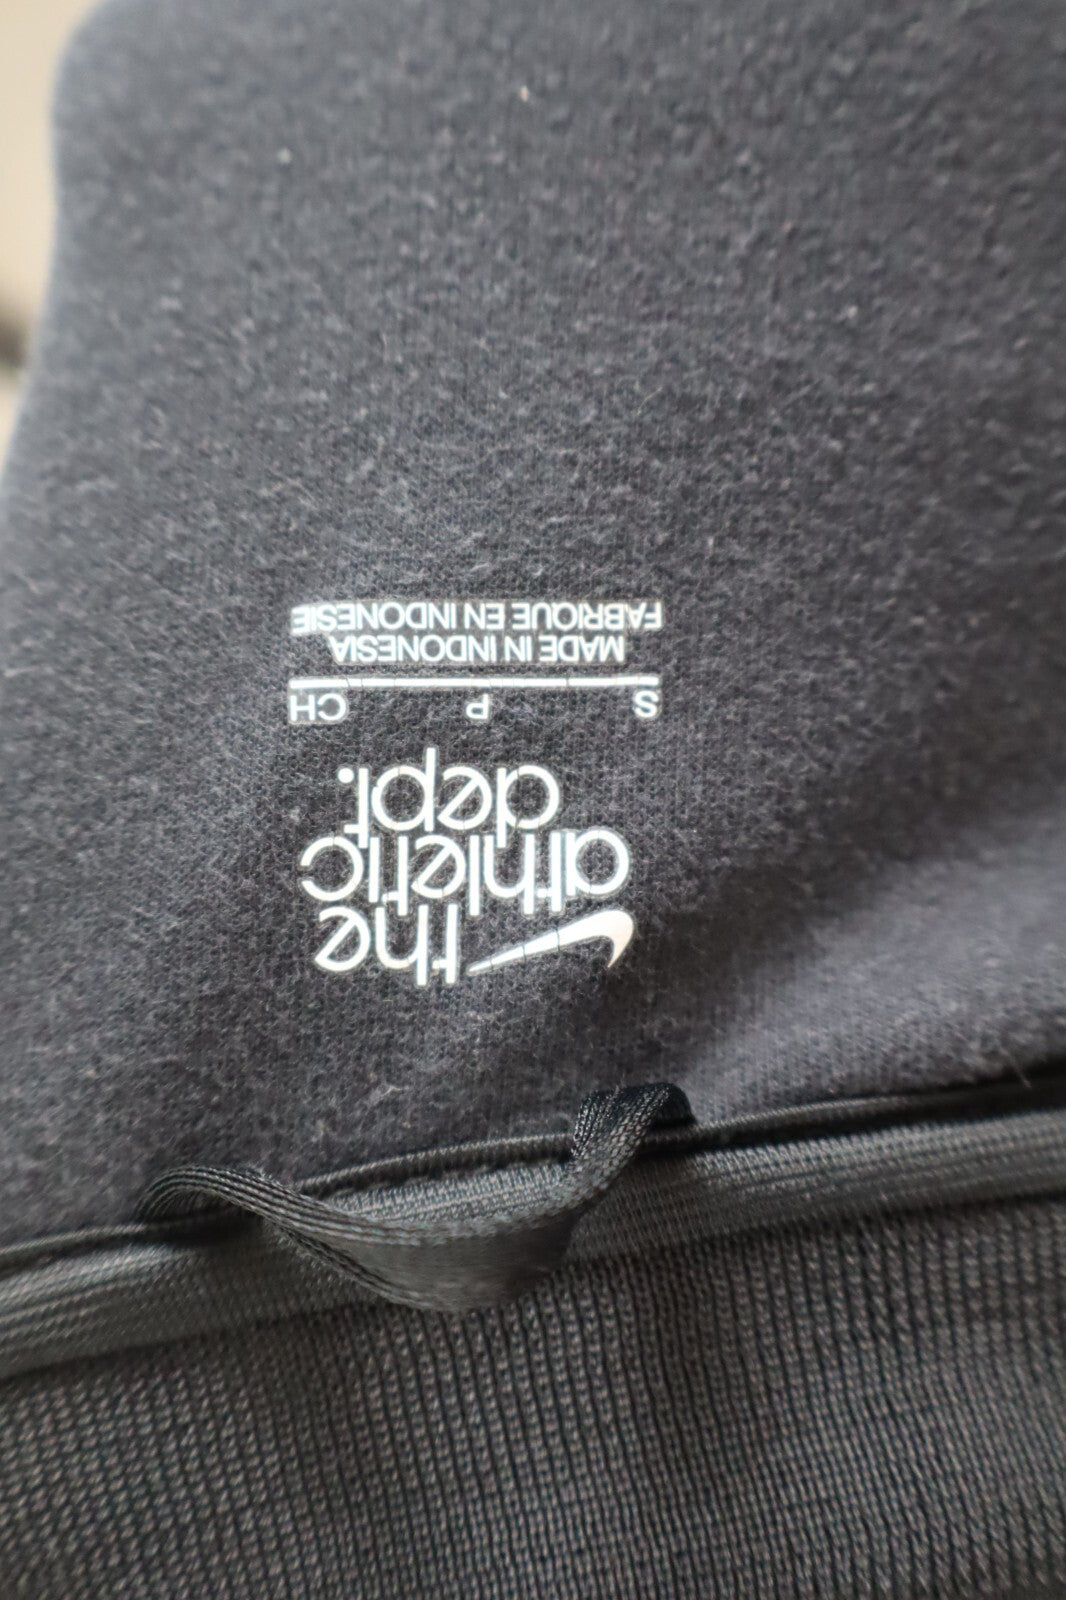 the
athletic
dept.
S P CH
MADE IN INDONESIA
FABRIQUE EN INDONESIE